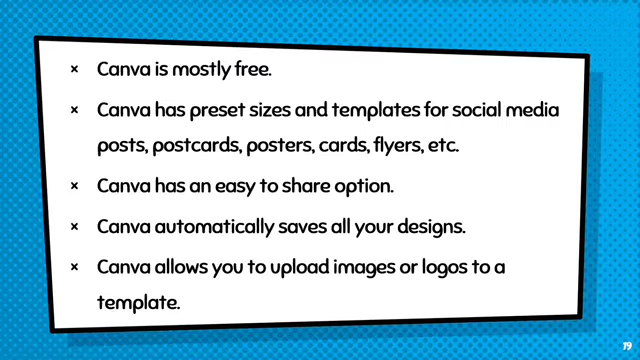 × Canva is mostly free.
× Canva has preset sizes and templates for social media
posts, postcards, posters, cards, flyers, etc.
× Canva has an easy to share option.
× Canva automatically saves all your designs.
× Canva allows you to upload images or logos to a
template.
19